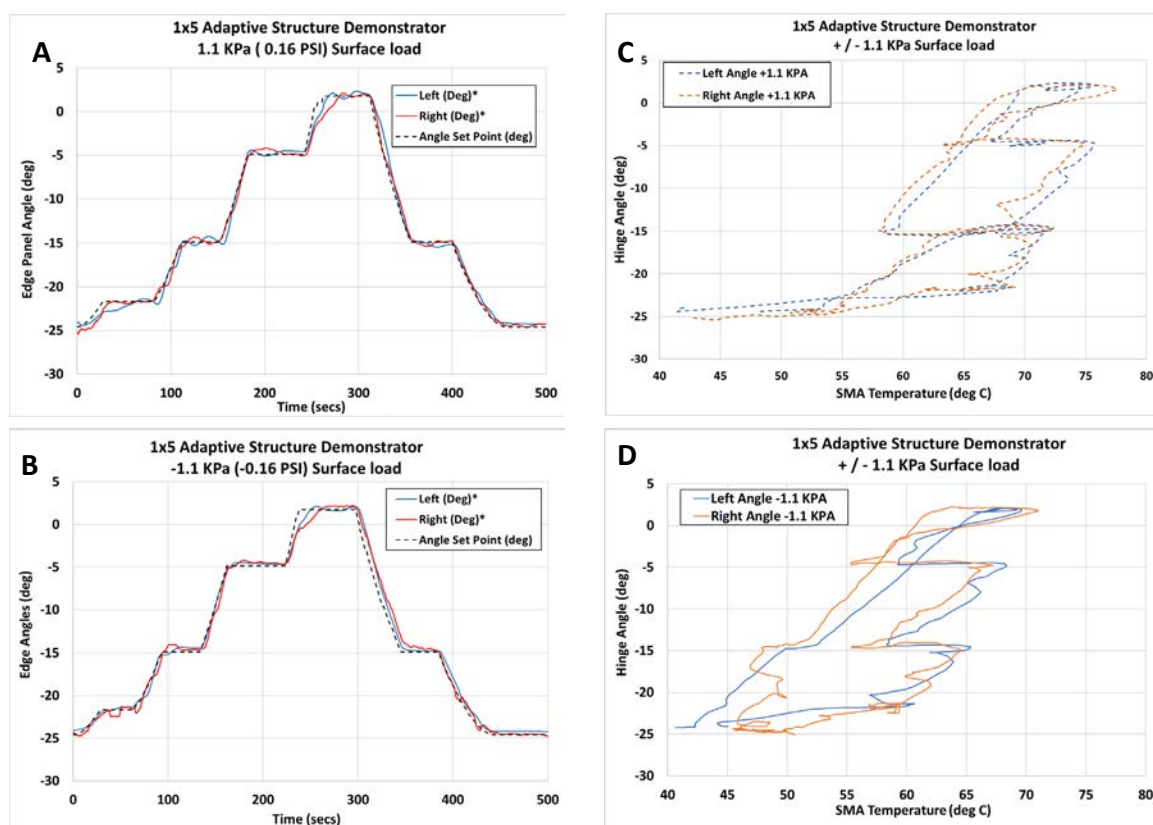 A
1x5 Adaptive Structure Demonstrator
1.1 KPa ( 0.16 PSI) Surface load
Left (Deg)*
Right (Deg)*
Angle Set Point (deg)
Edge Panel Angle (deg)
5
0
-5
-10
-15
-20
-25
-30
0
100
200
300
400
500
Time (secs)
C
1x5 Adaptive Structure Demonstrator
+ / - 1.1 KPa Surface load
Left Angle +1.1 KPA
Right Angle +1.1 KPA
Hinge Angle (deg)
5
0
-5
-10
-15
-20
-25
-30
40
45
50
55
60
65
70
75
80
SMA Temperature (deg C)
B
1x5 Adaptive Structure Demonstrator
-1.1 KPa (-0.16 PSI) Surface load
Left (Deg)*
Right (Deg)*
Angle Set Point (deg)
Edge Angles (deg)
5
0
-5
-10
-15
-20
-25
-30
0
100
200
300
400
500
Time (secs)
D
1x5 Adaptive Structure Demonstrator
+ / - 1.1 KPa Surface load
Left Angle -1.1 KPA
Right Angle -1.1 KPA
Hinge Angle (deg)
5
0
-5
-10
-15
-20
-25
-30
40
45
50
55
60
65
70
75
80
SMA Temperature (deg C)